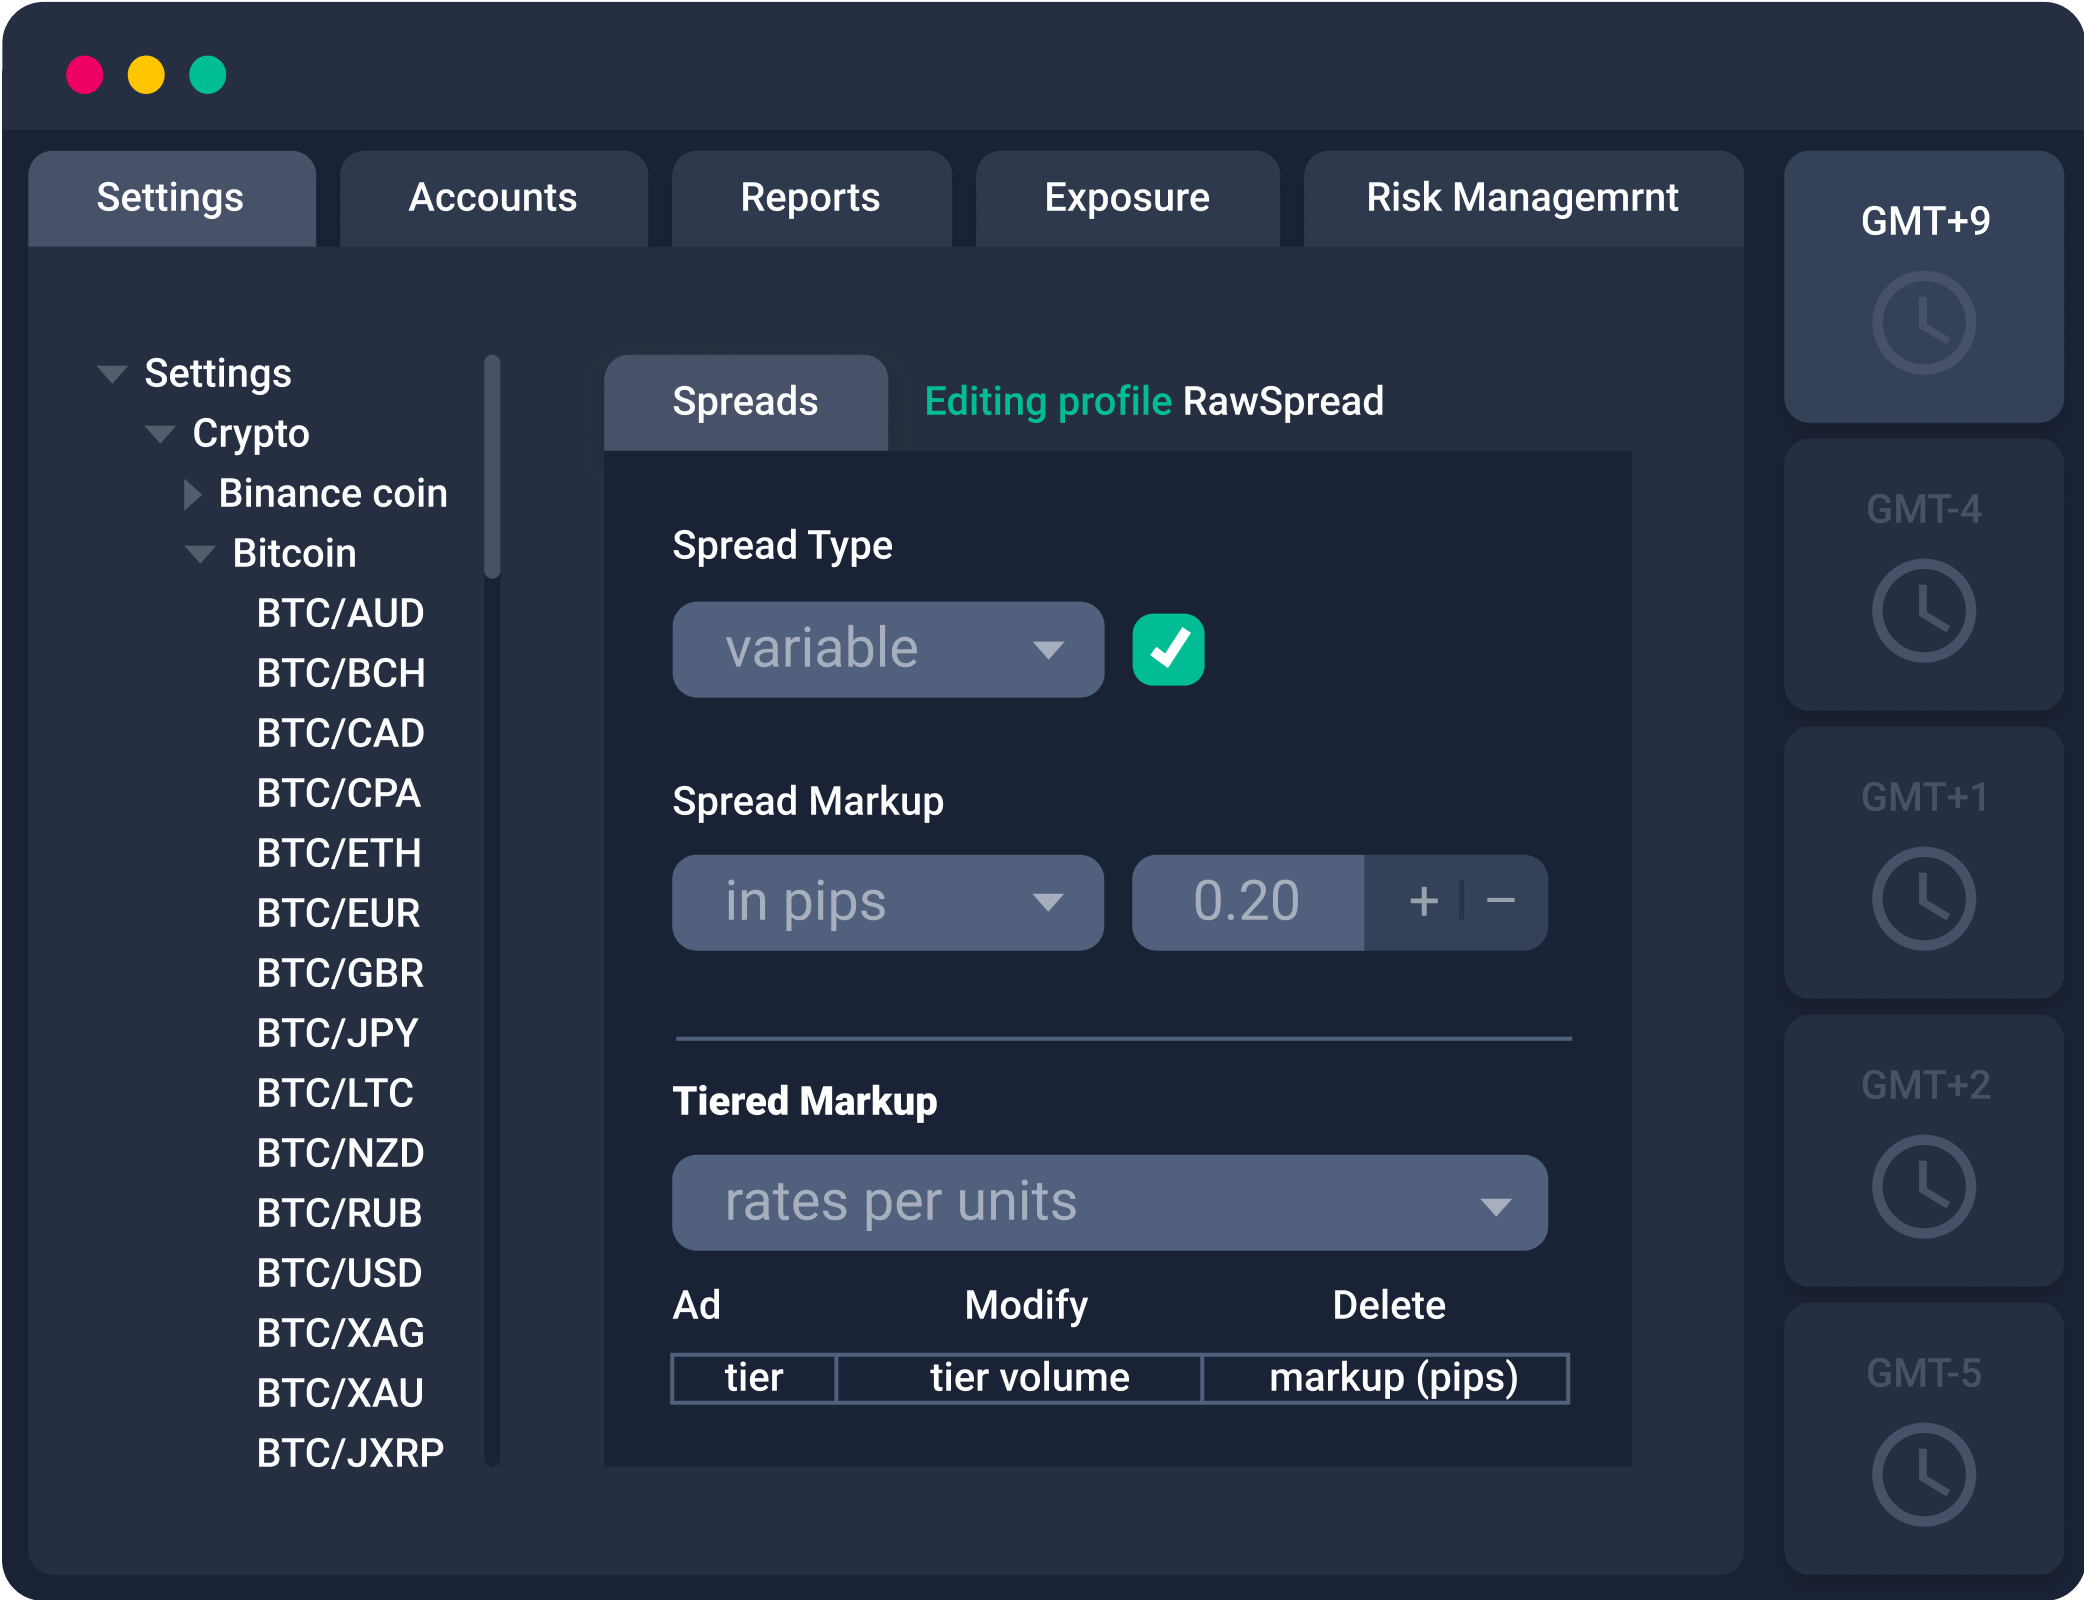 Settings Accounts Reports Exposure Risk Managemrnt
Settings
Crypto
Binance coin
Bitcoin
BTC/AUD
BTC/BCH
BTC/CAD
BTC/CPA
BTC/ETH
BTC/EUR
BTC/GBR
BTC/JPY
BTC/LTC
BTC/NZD
BTC/RUB
BTC/USD
BTC/XAG
BTC/XAU
BTC/JXRP
Spreads Editing profile RawSpread
Spread Type
variable
Spread Markup
in pips 0.20 + −
Tiered Markup
rates per units
Ad Modify Delete
tier tier volume markup (pips)
GMT+9
GMT-4
GMT+1
GMT+2
GMT-5